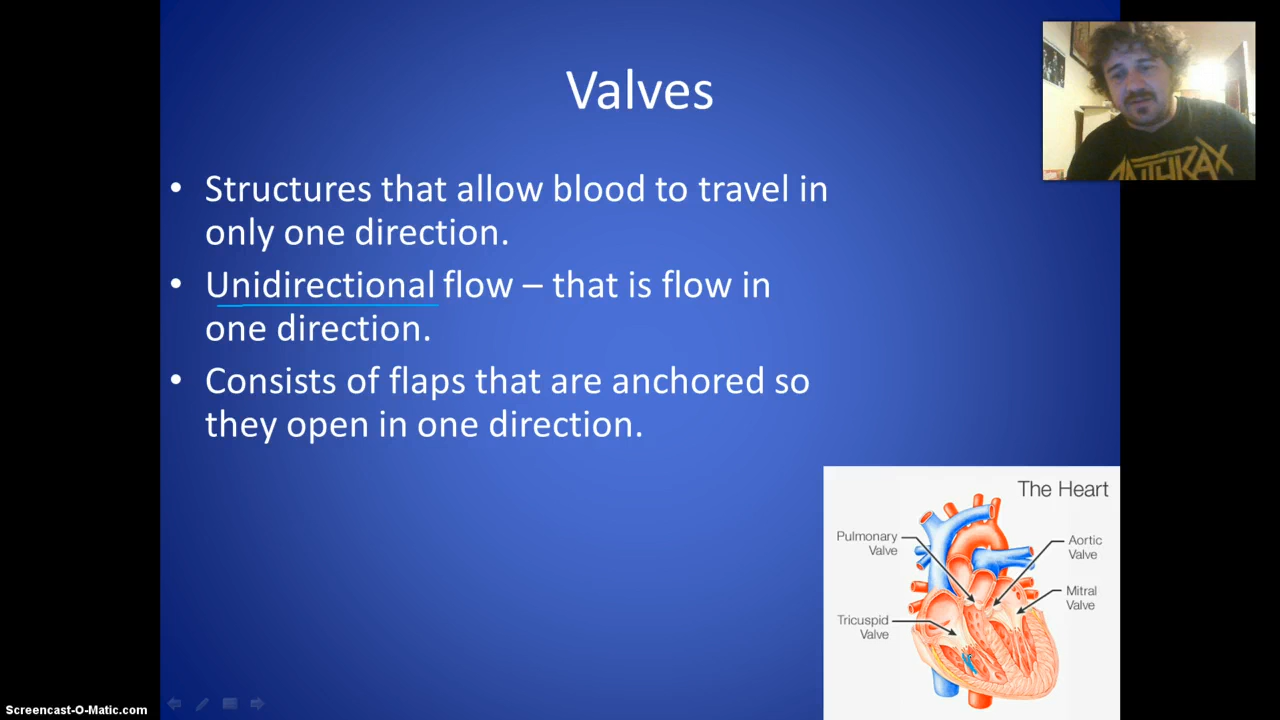 Valves
• Structures that allow blood to travel in
only one direction.
• Unidirectional flow – that is flow in
one direction.
• Consists of flaps that are anchored so
they open in one direction.
ANTHRAX
The Heart
Pulmonary
Valve
Aortic
Valve
Mitral
Valve
Tricuspid
Valve
Screencast-O-Matic.com